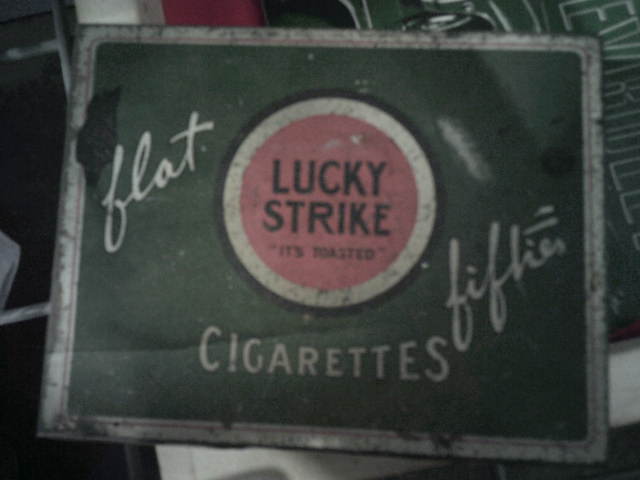 flat
LUCKY
STRIKE
"IT'S TOASTED"
fifties
CIGARETTES